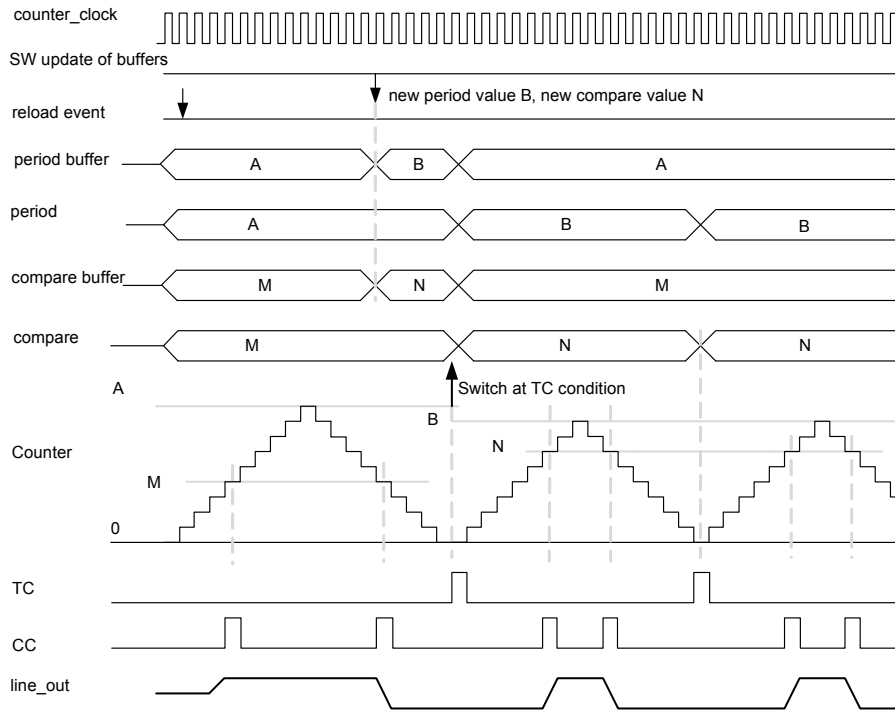 counter_clock
SW update of buffers
new period value B, new compare value N
reload event
period buffer A B A
period A B B
compare buffer M N M
compare M N N
A
Switch at TC condition
B
N
Counter
M
0
TC
CC
line_out